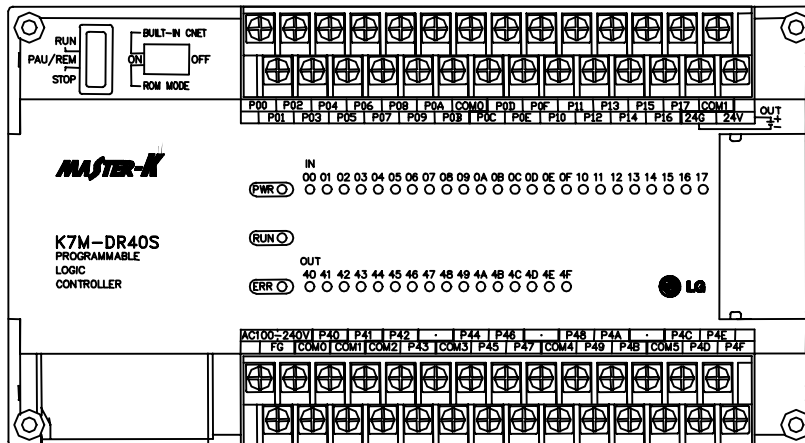 RUN
PAU/REM
STOP
BUILT-IN CNET
ON OFF
ROM MODE
P00 P02 P04 P06 P08 P0A COM0 P0D P0F P11 P13 P15 P17 COM1
P01 P03 P05 P07 P09 P0B P0C P0E P10 P12 P14 P16 24G 24V
OUT
+
−
MASTER-K
IN
00 01 02 03 04 05 06 07 08 09 0A 0B 0C 0D 0E 0F 10 11 12 13 14 15 16 17
PWR
K7M-DR40S
PROGRAMMABLE
LOGIC
CONTROLLER
RUN
OUT
40 41 42 43 44 45 46 47 48 49 4A 4B 4C 4D 4E 4F
ERR
LG
AC100-240V P40 P41 P42 · P44 P46 · P48 P4A · P4C P4E
FG COM0 COM1 COM2 P43 COM3 P45 P47 COM4 P49 P4B COM5 P4D P4F